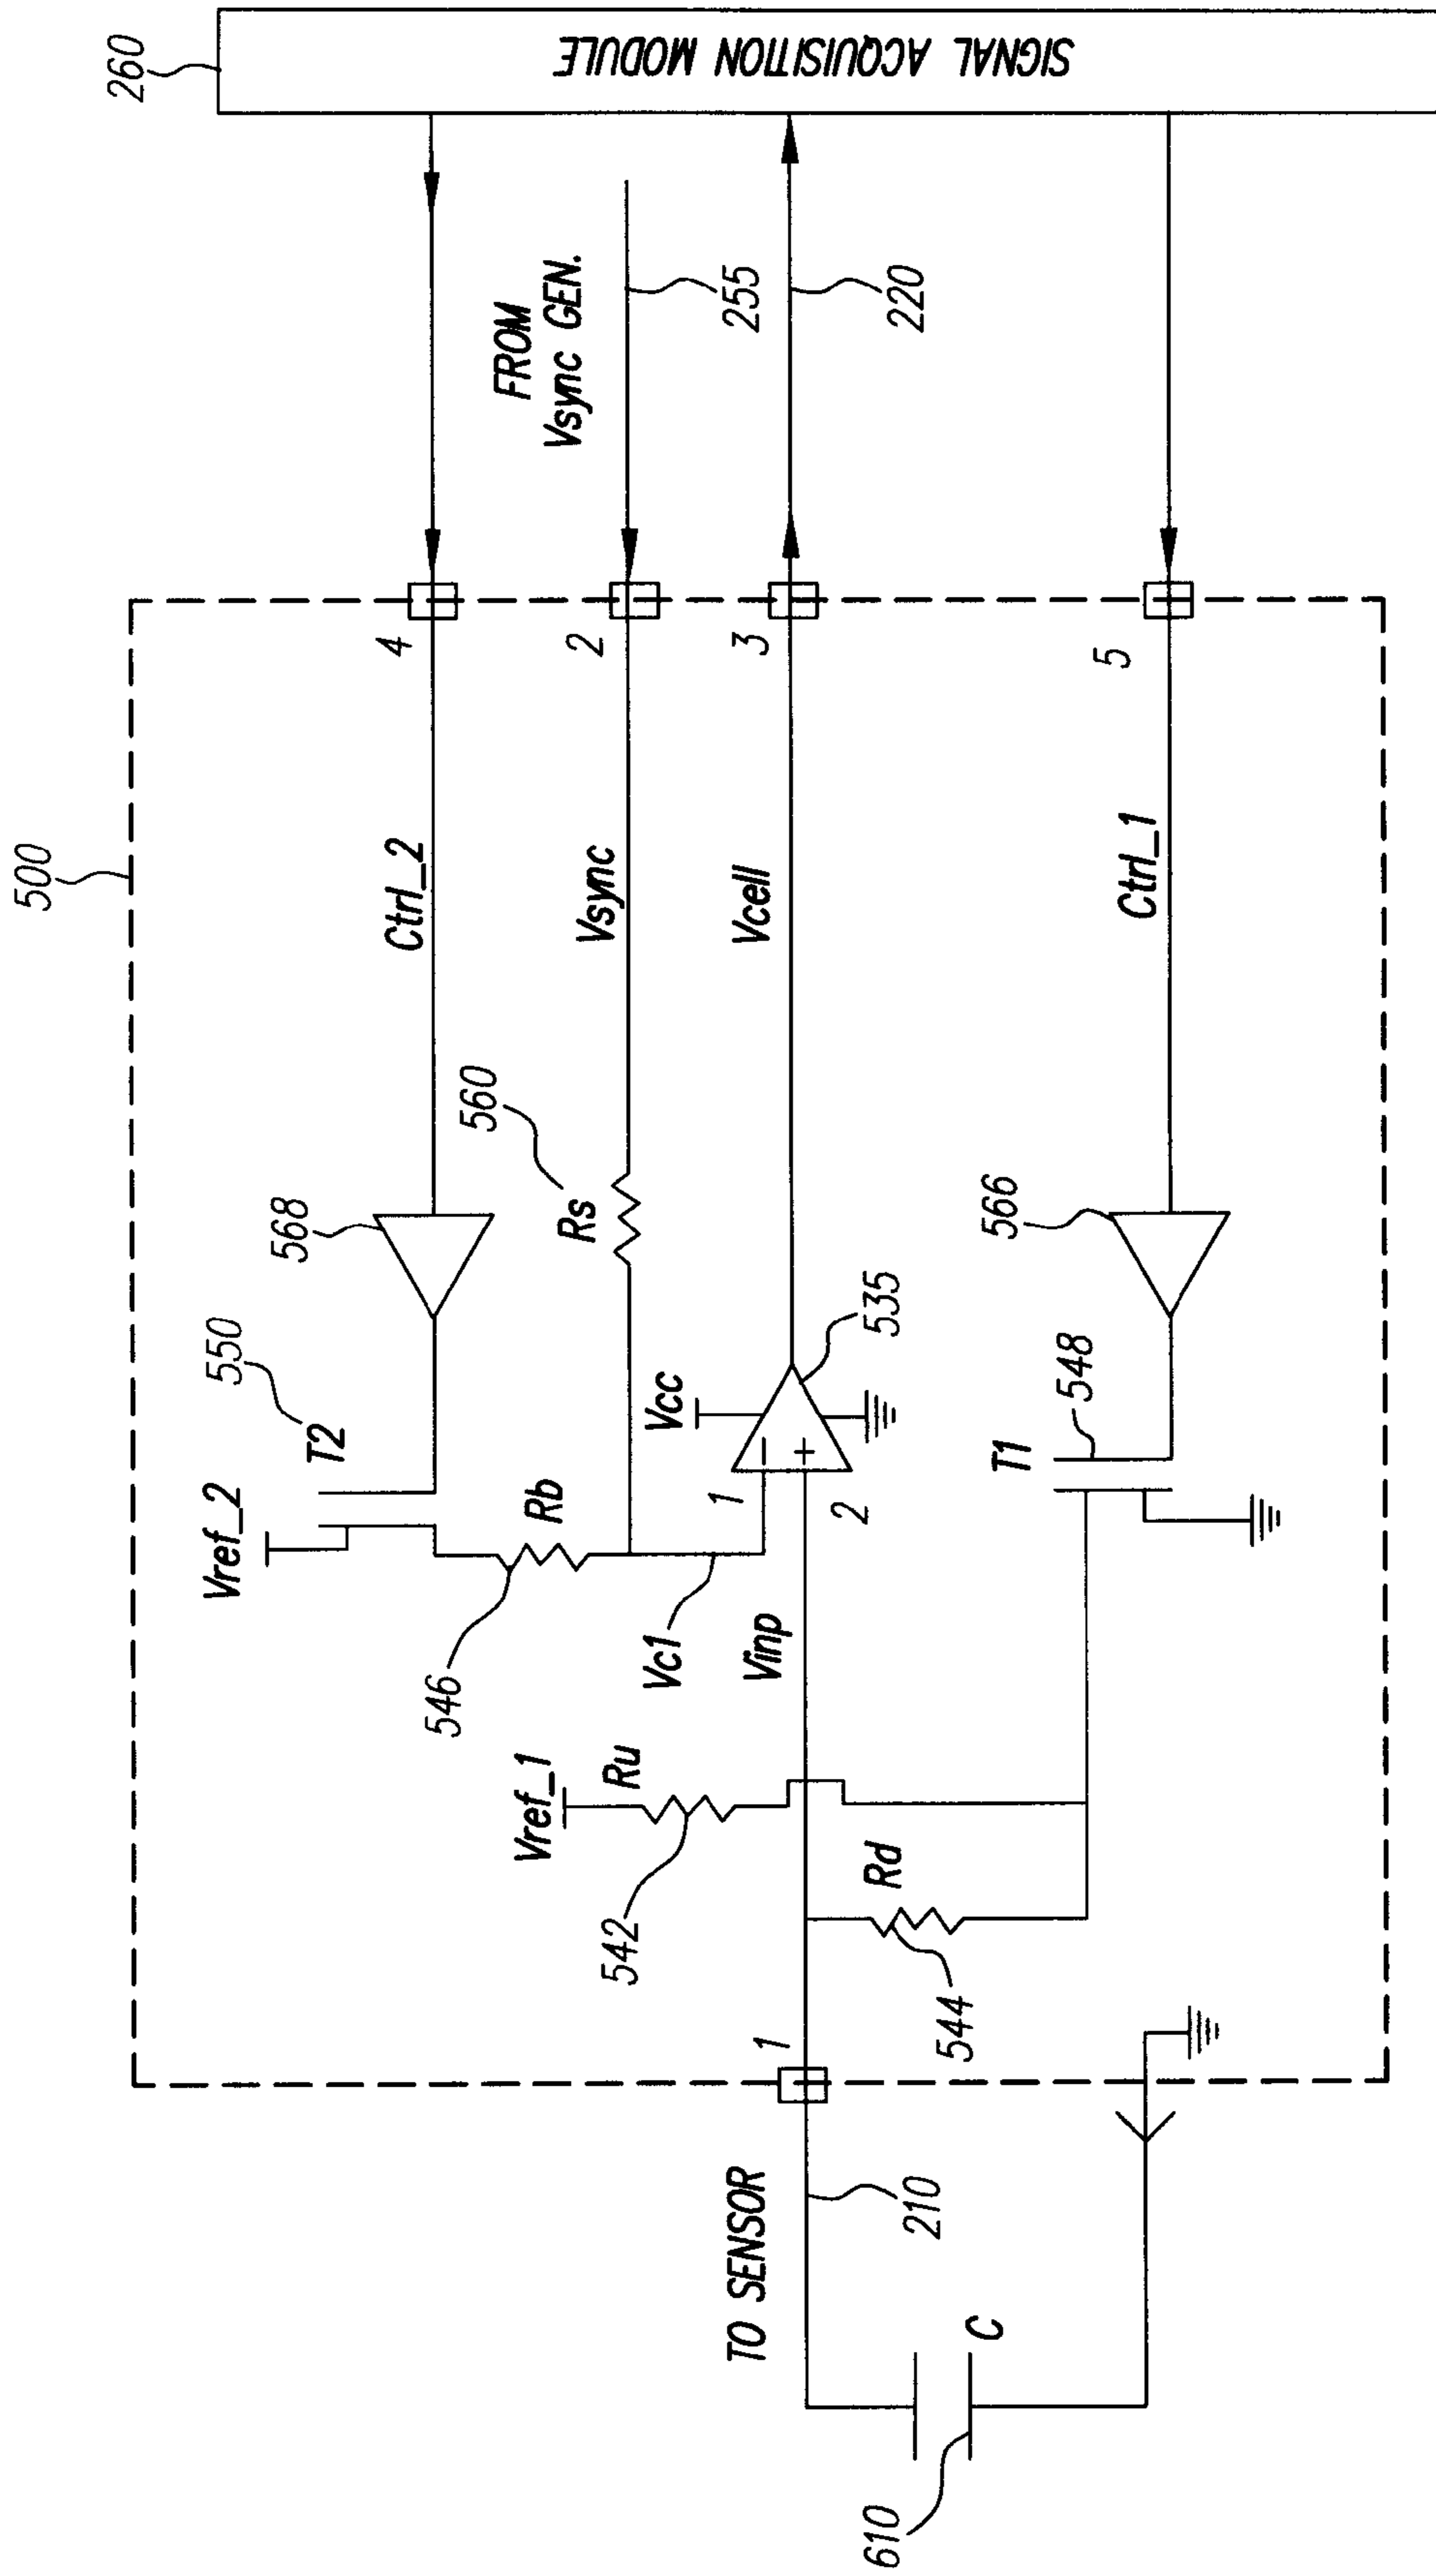 500
260
SIGNAL ACQUISITION MODULE
Vref_2
550
T2
568
Ctrl_2
4
FROM
Vsync GEN.
255
546
Rb
560
Rs
Vsync
2
Vref_1
Ru
542
Vc1
1
Vcc
535
Vcell
3
220
TO SENSOR
210
1
Vinp
2
Rd
544
T1
548
566
Ctrl_1
5
610
C